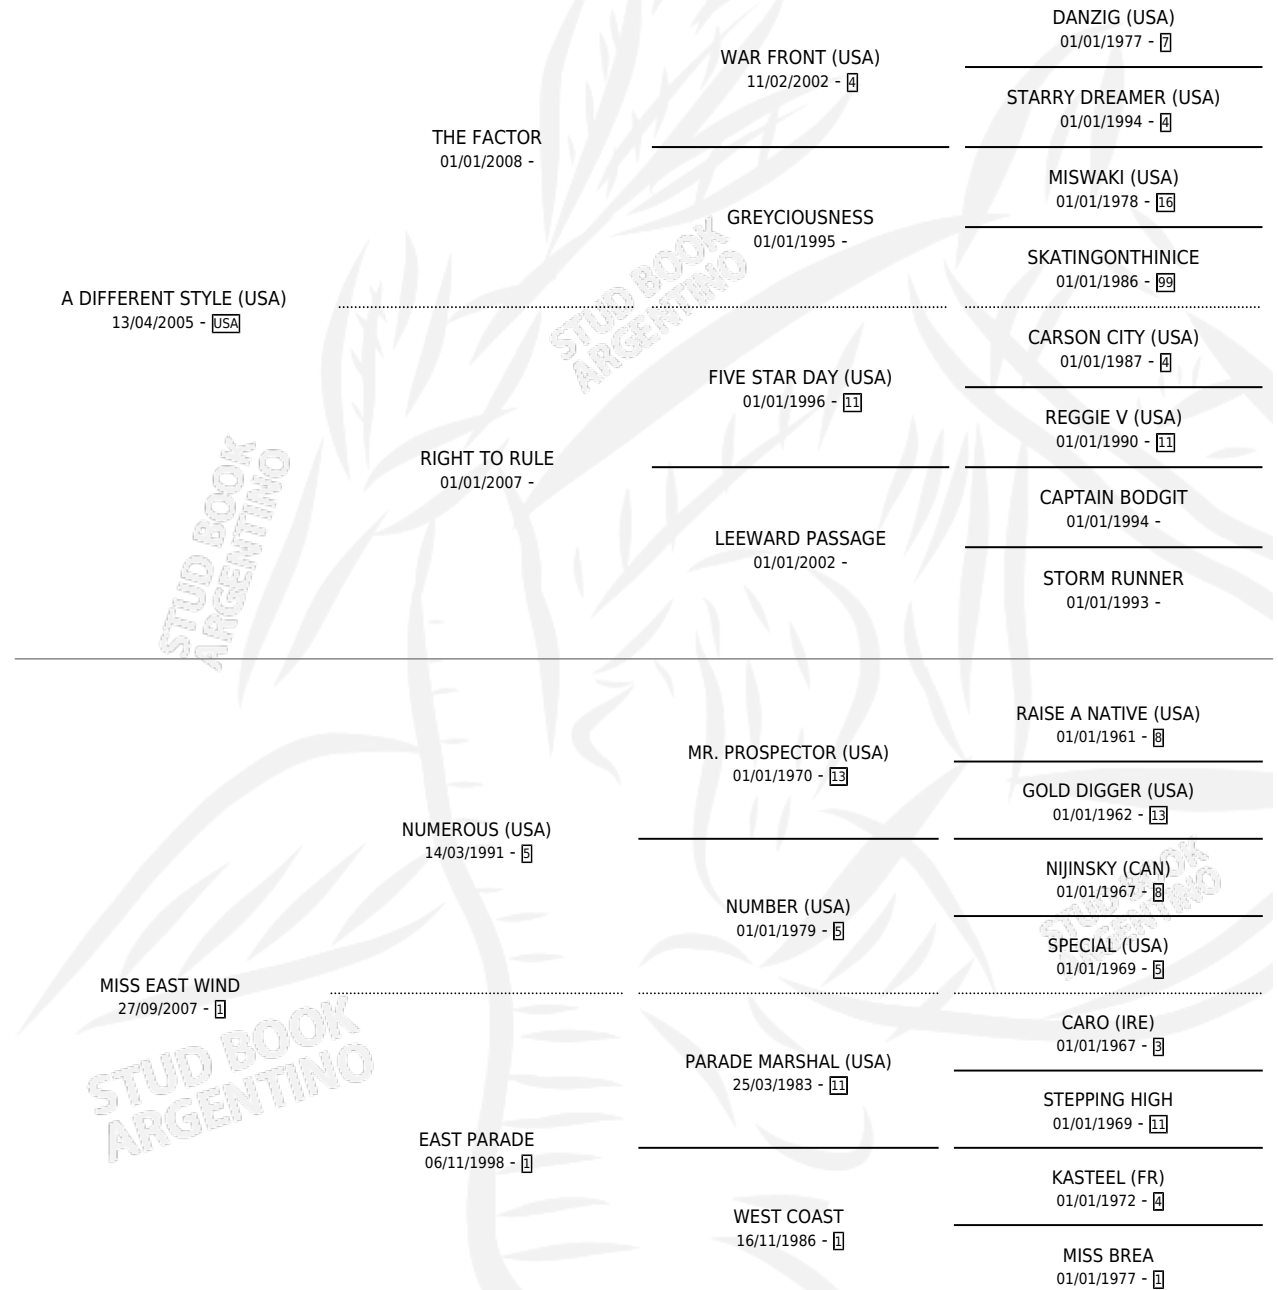 DANZIG (USA)
01/01/1977 - 7
WAR FRONT (USA)
11/02/2002 - 4
STARRY DREAMER (USA)
01/01/1994 - 4
THE FACTOR
01/01/2008 -
MISWAKI (USA)
01/01/1978 - 16
GREYCIOUSNESS
01/01/1995 -
SKATINGONTHINICE
01/01/1986 - 99
A DIFFERENT STYLE (USA)
13/04/2005 - USA
CARSON CITY (USA)
01/01/1987 - 4
FIVE STAR DAY (USA)
01/01/1996 - 11
REGGIE V (USA)
01/01/1990 - 11
RIGHT TO RULE
01/01/2007 -
CAPTAIN BODGIT
01/01/1994 -
LEEWARD PASSAGE
01/01/2002 -
STORM RUNNER
01/01/1993 -
RAISE A NATIVE (USA)
01/01/1961 - 8
MR. PROSPECTOR (USA)
01/01/1970 - 13
GOLD DIGGER (USA)
01/01/1962 - 13
NUMEROUS (USA)
14/03/1991 - 5
NIJINSKY (CAN)
01/01/1967 - 8
NUMBER (USA)
01/01/1979 - 5
SPECIAL (USA)
01/01/1969 - 5
MISS EAST WIND
27/09/2007 - 1
CARO (IRE)
01/01/1967 - 3
PARADE MARSHAL (USA)
25/03/1983 - 11
STEPPING HIGH
01/01/1969 - 11
EAST PARADE
06/11/1998 - 1
KASTEEL (FR)
01/01/1972 - 4
WEST COAST
16/11/1986 - 1
MISS BREA
01/01/1977 - 1
STUD BOOK
ARGENTINO
STUD BOOK
ARGENTINO
STUD BOOK
ARGENTINO
STUD BOOK
ARGENTINO